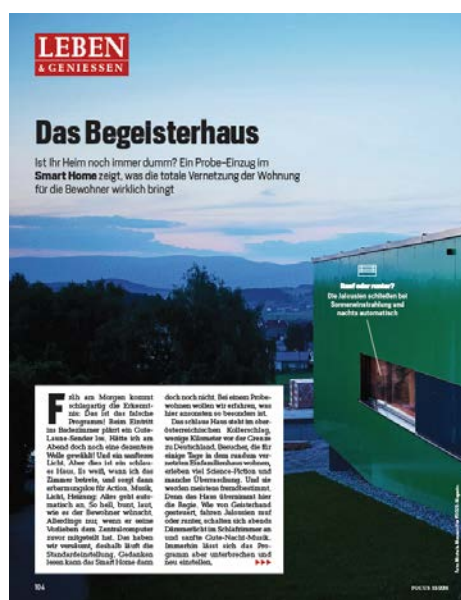 LEBEN
& GENIESSEN
Das Begeisterhaus
Ist Ihr Heim noch immer dumm? Ein Probe-Einzug im
Smart Home zeigt, was die totale Vernetzung der Wohnung
für die Bewohner wirklich bringt
Rauf oder runter?
Die Jalousien schließen bei
Sonneneinstrahlung und
nachts automatisch
Früh am Morgen kommt
schlagartig die Erkennt-
nis: Das ist das falsche
Programm! Beim Eintritt
ins Badezimmer plärrt ein Gute-
Laune-Sender los. Hätte ich am
Abend doch noch eine dezentere
Welle gewählt! Und ein sanfteres
Licht. Aber dies ist ein schlau-
es Haus. Es weiß, wann ich das
Zimmer betrete, und sorgt dann
erbarmungslos für Action. Musik,
Licht, Heizung: Alles geht auto-
matisch an. So hell, bunt, laut,
wie es der Bewohner wünscht.
Allerdings nur, wenn er seine
Vorlieben dem Zentralcomputer
zuvor mitgeteilt hat. Das haben
wir versäumt, deshalb läuft die
Standardeinstellung. Gedanken
lesen kann das Smart Home dann
doch noch nicht. Bei einem Probe-
wohnen wollen wir erfahren, was
hier ansonsten so besonders ist.
Das schlaue Haus steht im ober-
österreichischen Kollerschlag,
wenige Kilometer vor der Grenze
zu Deutschland. Besucher, die für
einige Tage in dem rundum ver-
netzten Einfamilienhaus wohnen,
erleben viel Science-Fiction und
manche Überraschung. Und sie
werden meistens fremdbestimmt.
Denn das Haus übernimmt hier
die Regie. Wie von Geisterhand
gesteuert, fahren Jalousien rauf
oder runter, schalten sich abends
Dämmerlicht im Schlafzimmer an
und sanfte Gute-Nacht-Musik.
Immerhin lässt sich das Pro-
gramm aber unterbrechen und
neu einstellen.
104
FOCUS